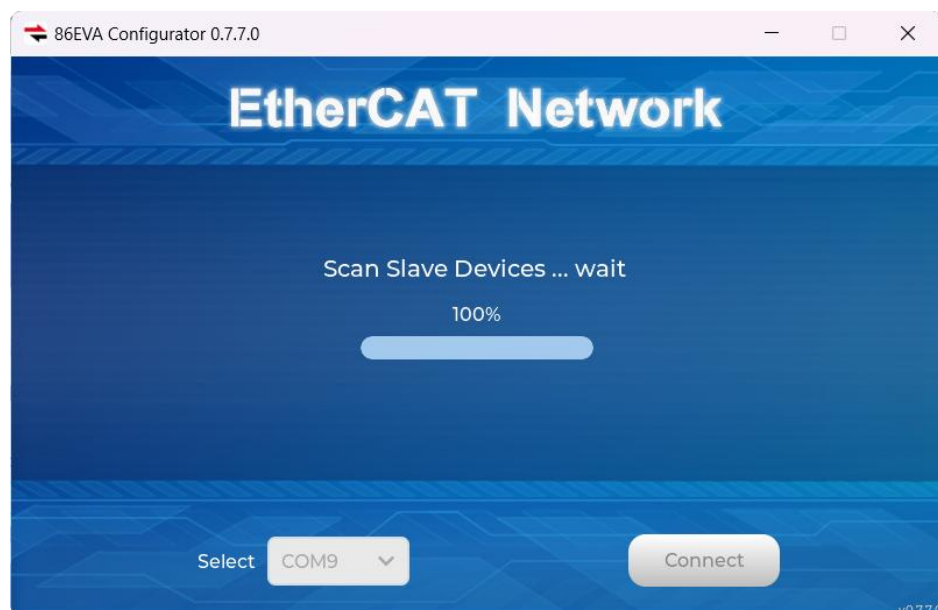 86EVA Configurator 0.7.7.0
EtherCAT Network
Scan Slave Devices ... wait
100%
Select COM9 Connect